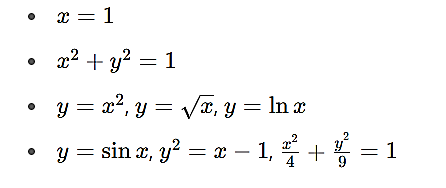 • x = 1
• x² + y² = 1
• y = x², y = √x, y = ln x
• y = sin x, y² = x − 1, x²/4 + y²/9 = 1